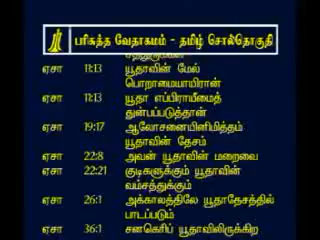 பரிசுத்த வேதாகமம் - தமிழ் சொல்தொகுதி
ஏசா 11:13 யூதாவின் மேல்
பொறாமையாயிரான்
ஏசா 11:13 யூதா எப்பிராயீமைத்
துன்பப்படுத்தான்
ஏசா 19:17 ஆலோசனையினிமித்தம்
யூதாவின் தேசம்
ஏசா 22:8 அவன் யூதாவின் மறைவை
ஏசா 22:21 குடிகளுக்கும் யூதாவின்
வம்சத்துக்கும்
ஏசா 26:1 அக்காலத்திலே யூதாதேசத்தில்
பாடப்படும்
ஏசா 36:1 சனகெரிப் யூதாவிலிருக்கிற